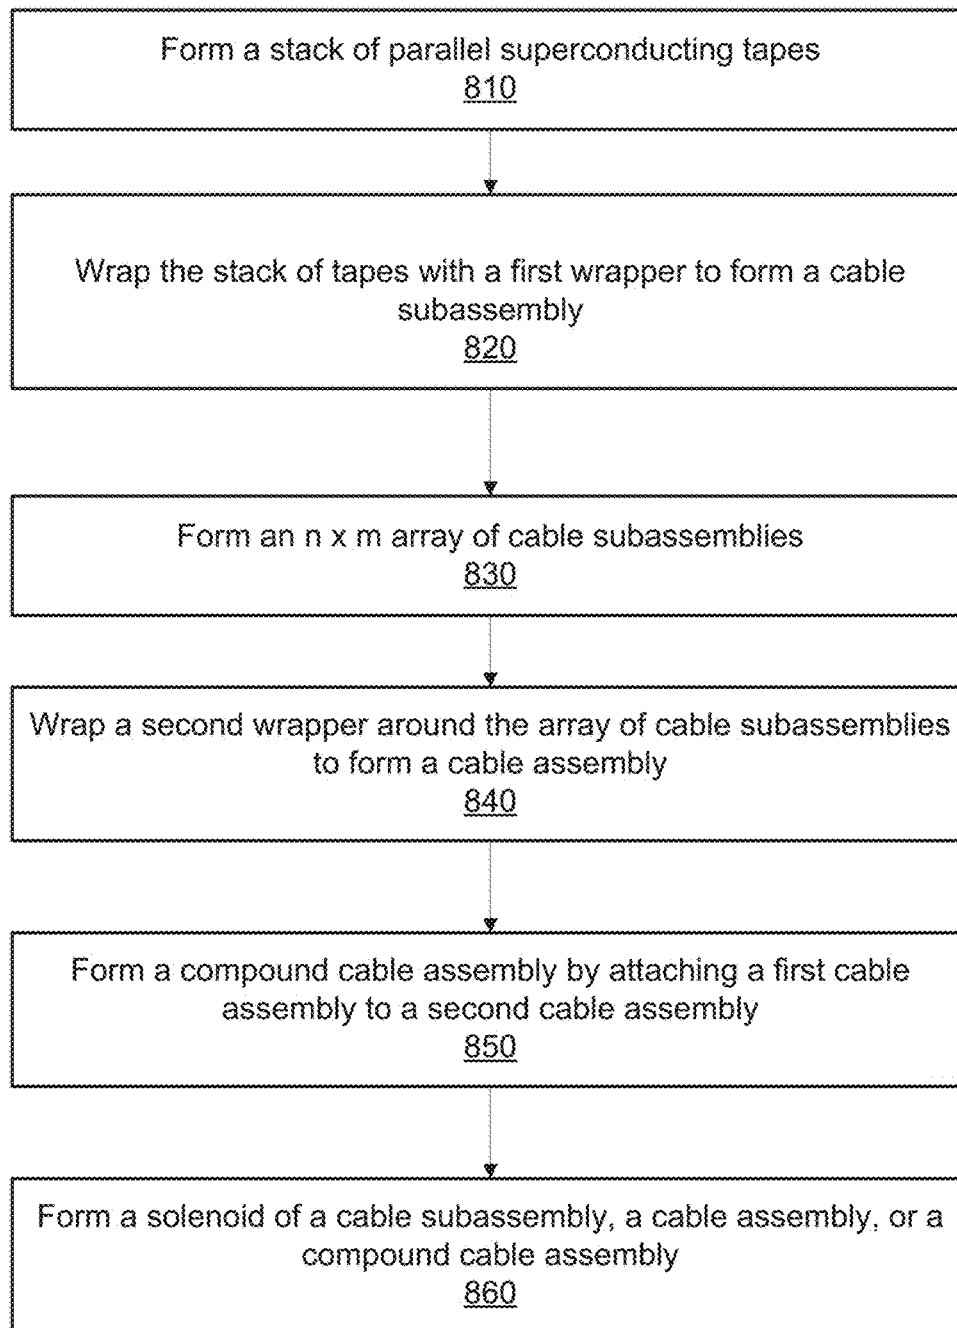 Form a stack of parallel superconducting tapes
810
Wrap the stack of tapes with a first wrapper to form a cable
subassembly
820
Form an n x m array of cable subassemblies
830
Wrap a second wrapper around the array of cable subassemblies
to form a cable assembly
840
Form a compound cable assembly by attaching a first cable
assembly to a second cable assembly
850
Form a solenoid of a cable subassembly, a cable assembly, or a
compound cable assembly
860